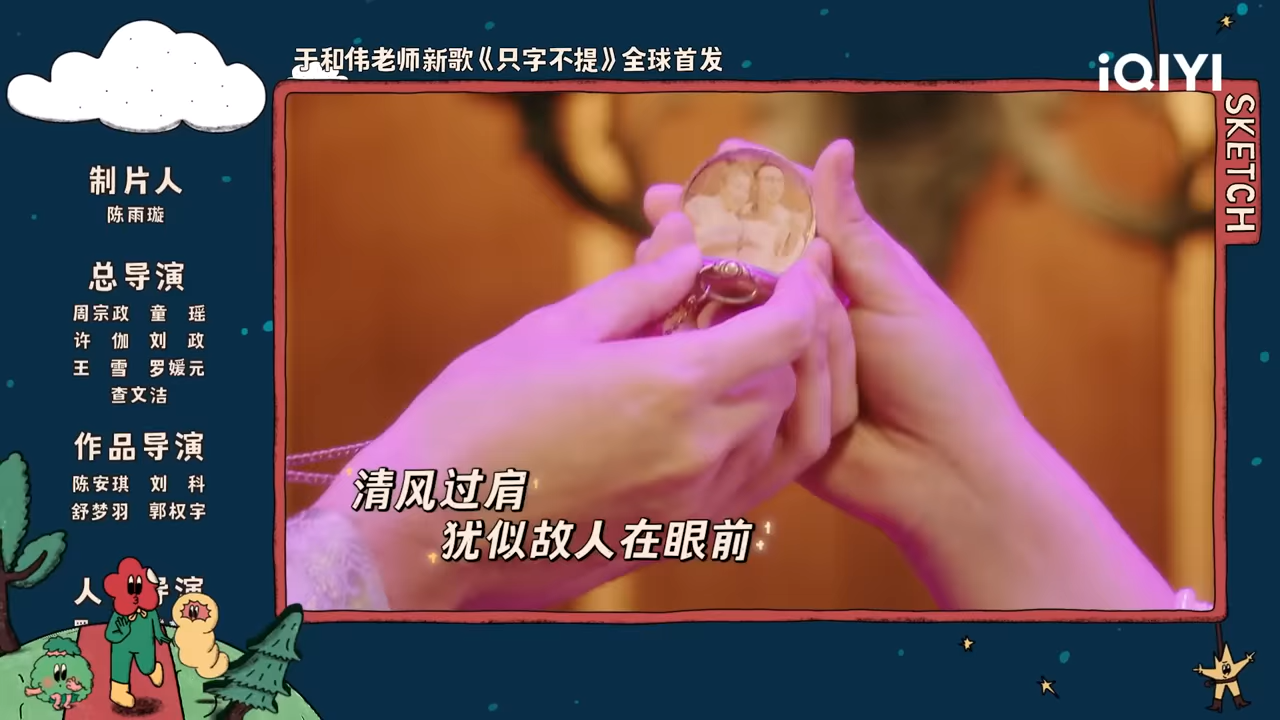 于和伟老师新歌《只字不提》全球首发
iQIYI
SKETCH
制片人
陈雨璇
总导演
周宗政 童 瑶
许 伽 刘 政
王 雪 罗媛元
查文洁
作品导演
陈安琪 刘 科
舒梦羽 郭权宇
人 导演
清风过肩
犹似故人在眼前